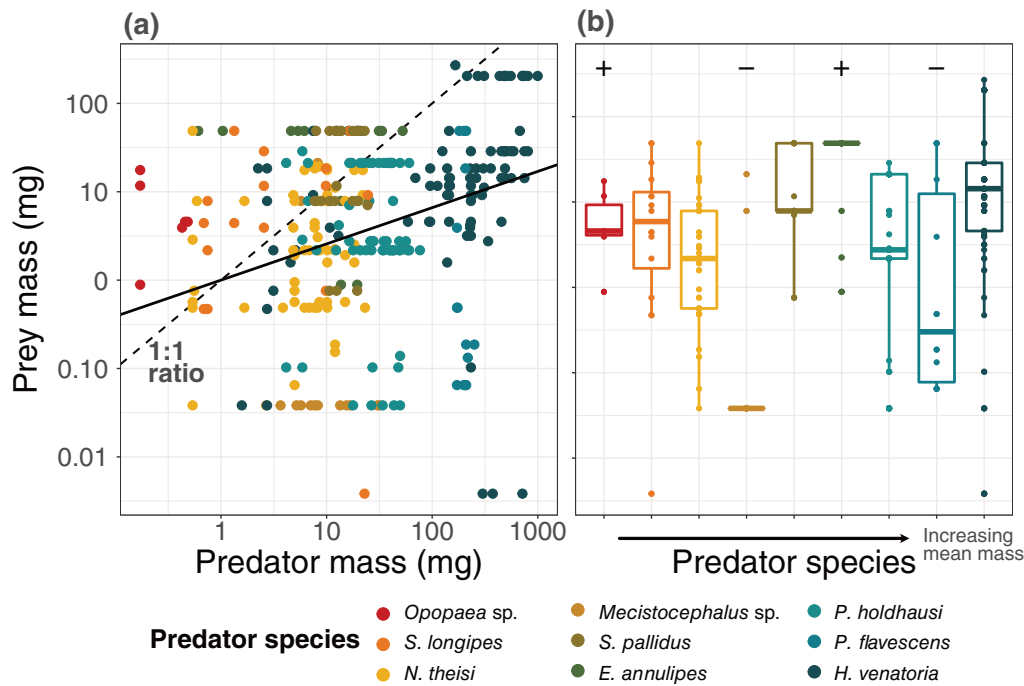 (a)
(b)
Prey mass (mg)
100
10
0
0.10
0.01
1:1
ratio
1
10
100
1000
Predator mass (mg)
+
−
+
−
Predator species
Increasing
mean mass
Predator species
Opopaea sp.
S. longipes
N. theisi
Mecistocephalus sp.
S. pallidus
E. annulipes
P. holdhausi
P. flavescens
H. venatoria